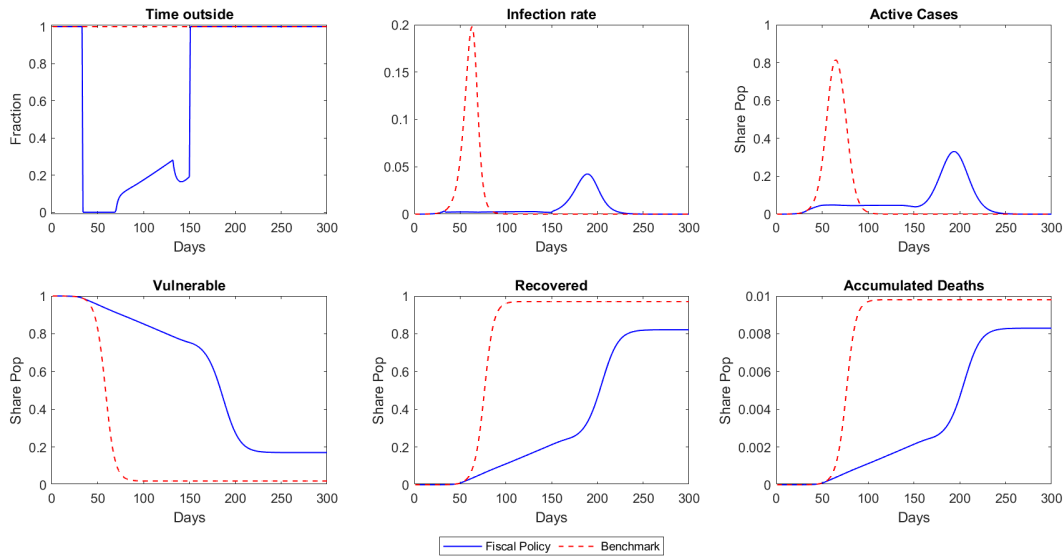 Time outside
Infection rate
Active Cases
1
0.8
0.6
0.4
0.2
0
Fraction
0 50 100 150 200 250 300
Days
0.2
0.15
0.1
0.05
0
0 50 100 150 200 250 300
Days
1
0.8
0.6
0.4
0.2
0
Share Pop
0 50 100 150 200 250 300
Days
Vulnerable
Recovered
Accumulated Deaths
1
0.8
0.6
0.4
0.2
0
Share Pop
0 50 100 150 200 250 300
Days
1
0.8
0.6
0.4
0.2
0
Share Pop
0 50 100 150 200 250 300
Days
0.01
0.008
0.006
0.004
0.002
0
Share Pop
0 50 100 150 200 250 300
Days
Fiscal Policy Benchmark